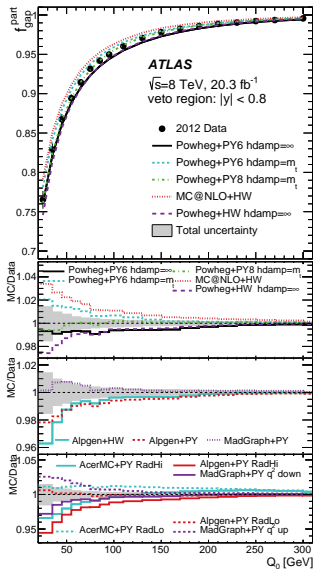 f^part_gap
1
0.95
0.9
0.85
0.8
0.75
0.7
ATLAS
√s=8 TeV, 20.3 fb⁻¹
veto region: |y| < 0.8
2012 Data
Powheg+PY6 hdamp=∞
Powheg+PY6 hdamp=m_t
Powheg+PY8 hdamp=m_t
MC@NLO+HW
Powheg+HW hdamp=∞
Total uncertainty
MC/Data
1.04
1.02
1
0.98
Powheg+PY6 hdamp=∞ Powheg+PY8 hdamp=m_t
Powheg+PY6 hdamp=m_t MC@NLO+HW
Powheg+HW hdamp=∞
MC/Data
1.04
1.02
1
0.98
0.96
Alpgen+HW Alpgen+PY MadGraph+PY
MC/Data
1.05
1
0.95
AcerMC+PY RadHi Alpgen+PY RadHi
MadGraph+PY q² down
AcerMC+PY RadLo Alpgen+PY RadLo
MadGraph+PY q² up
50 100 150 200 250 300
Q₀ [GeV]